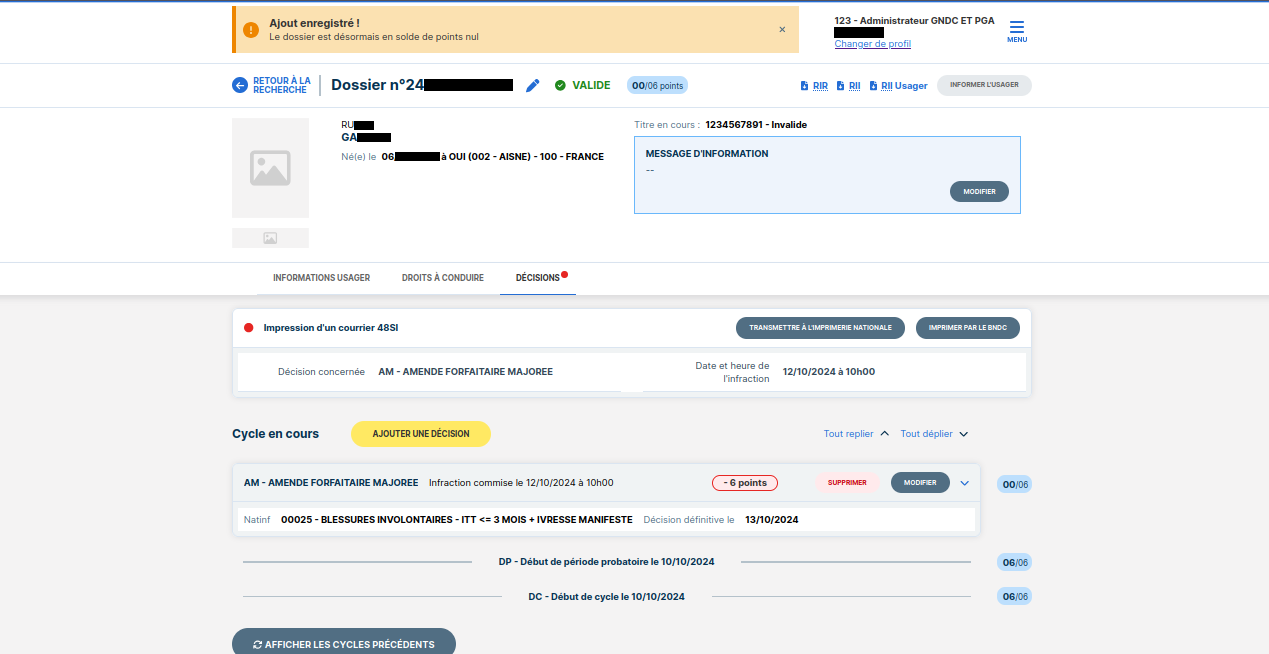 Ajout enregistré !
Le dossier est désormais en solde de points nul
×
123 - Administrateur GNDC ET PGA
Changer de profil
MENU
RETOUR À LA
RECHERCHE
Dossier n°24
VALIDE
00/06 points
RIR
RII
RII Usager
INFORMER L'USAGER
RU
GA
Né(e) le 06 à OUI (002 - AISNE) - 100 - FRANCE
Titre en cours : 1234567891 - Invalide
MESSAGE D'INFORMATION
--
MODIFIER
INFORMATIONS USAGER
DROITS À CONDUIRE
DÉCISIONS
Impression d'un courrier 48SI
TRANSMETTRE À L'IMPRIMERIE NATIONALE
IMPRIMER PAR LE BNDC
Décision concernée AM - AMENDE FORFAITAIRE MAJOREE
Date et heure de
l'infraction
12/10/2024 à 10h00
Cycle en cours
AJOUTER UNE DÉCISION
Tout replier
Tout déplier
AM - AMENDE FORFAITAIRE MAJOREE Infraction commise le 12/10/2024 à 10h00
- 6 points
SUPPRIMER
MODIFIER
00/06
Natinf 00025 - BLESSURES INVOLONTAIRES - ITT <= 3 MOIS + IVRESSE MANIFESTE Décision définitive le 13/10/2024
DP - Début de période probatoire le 10/10/2024
06/06
DC - Début de cycle le 10/10/2024
06/06
AFFICHER LES CYCLES PRÉCÉDENTS